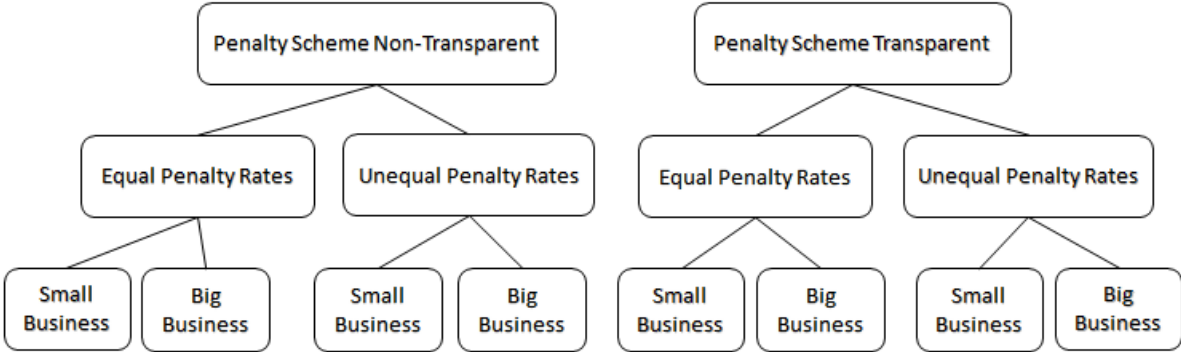 Penalty Scheme Non-Transparent
Penalty Scheme Transparent
Equal Penalty Rates
Unequal Penalty Rates
Equal Penalty Rates
Unequal Penalty Rates
Small
Business
Big
Business
Small
Business
Big
Business
Small
Business
Big
Business
Small
Business
Big
Business